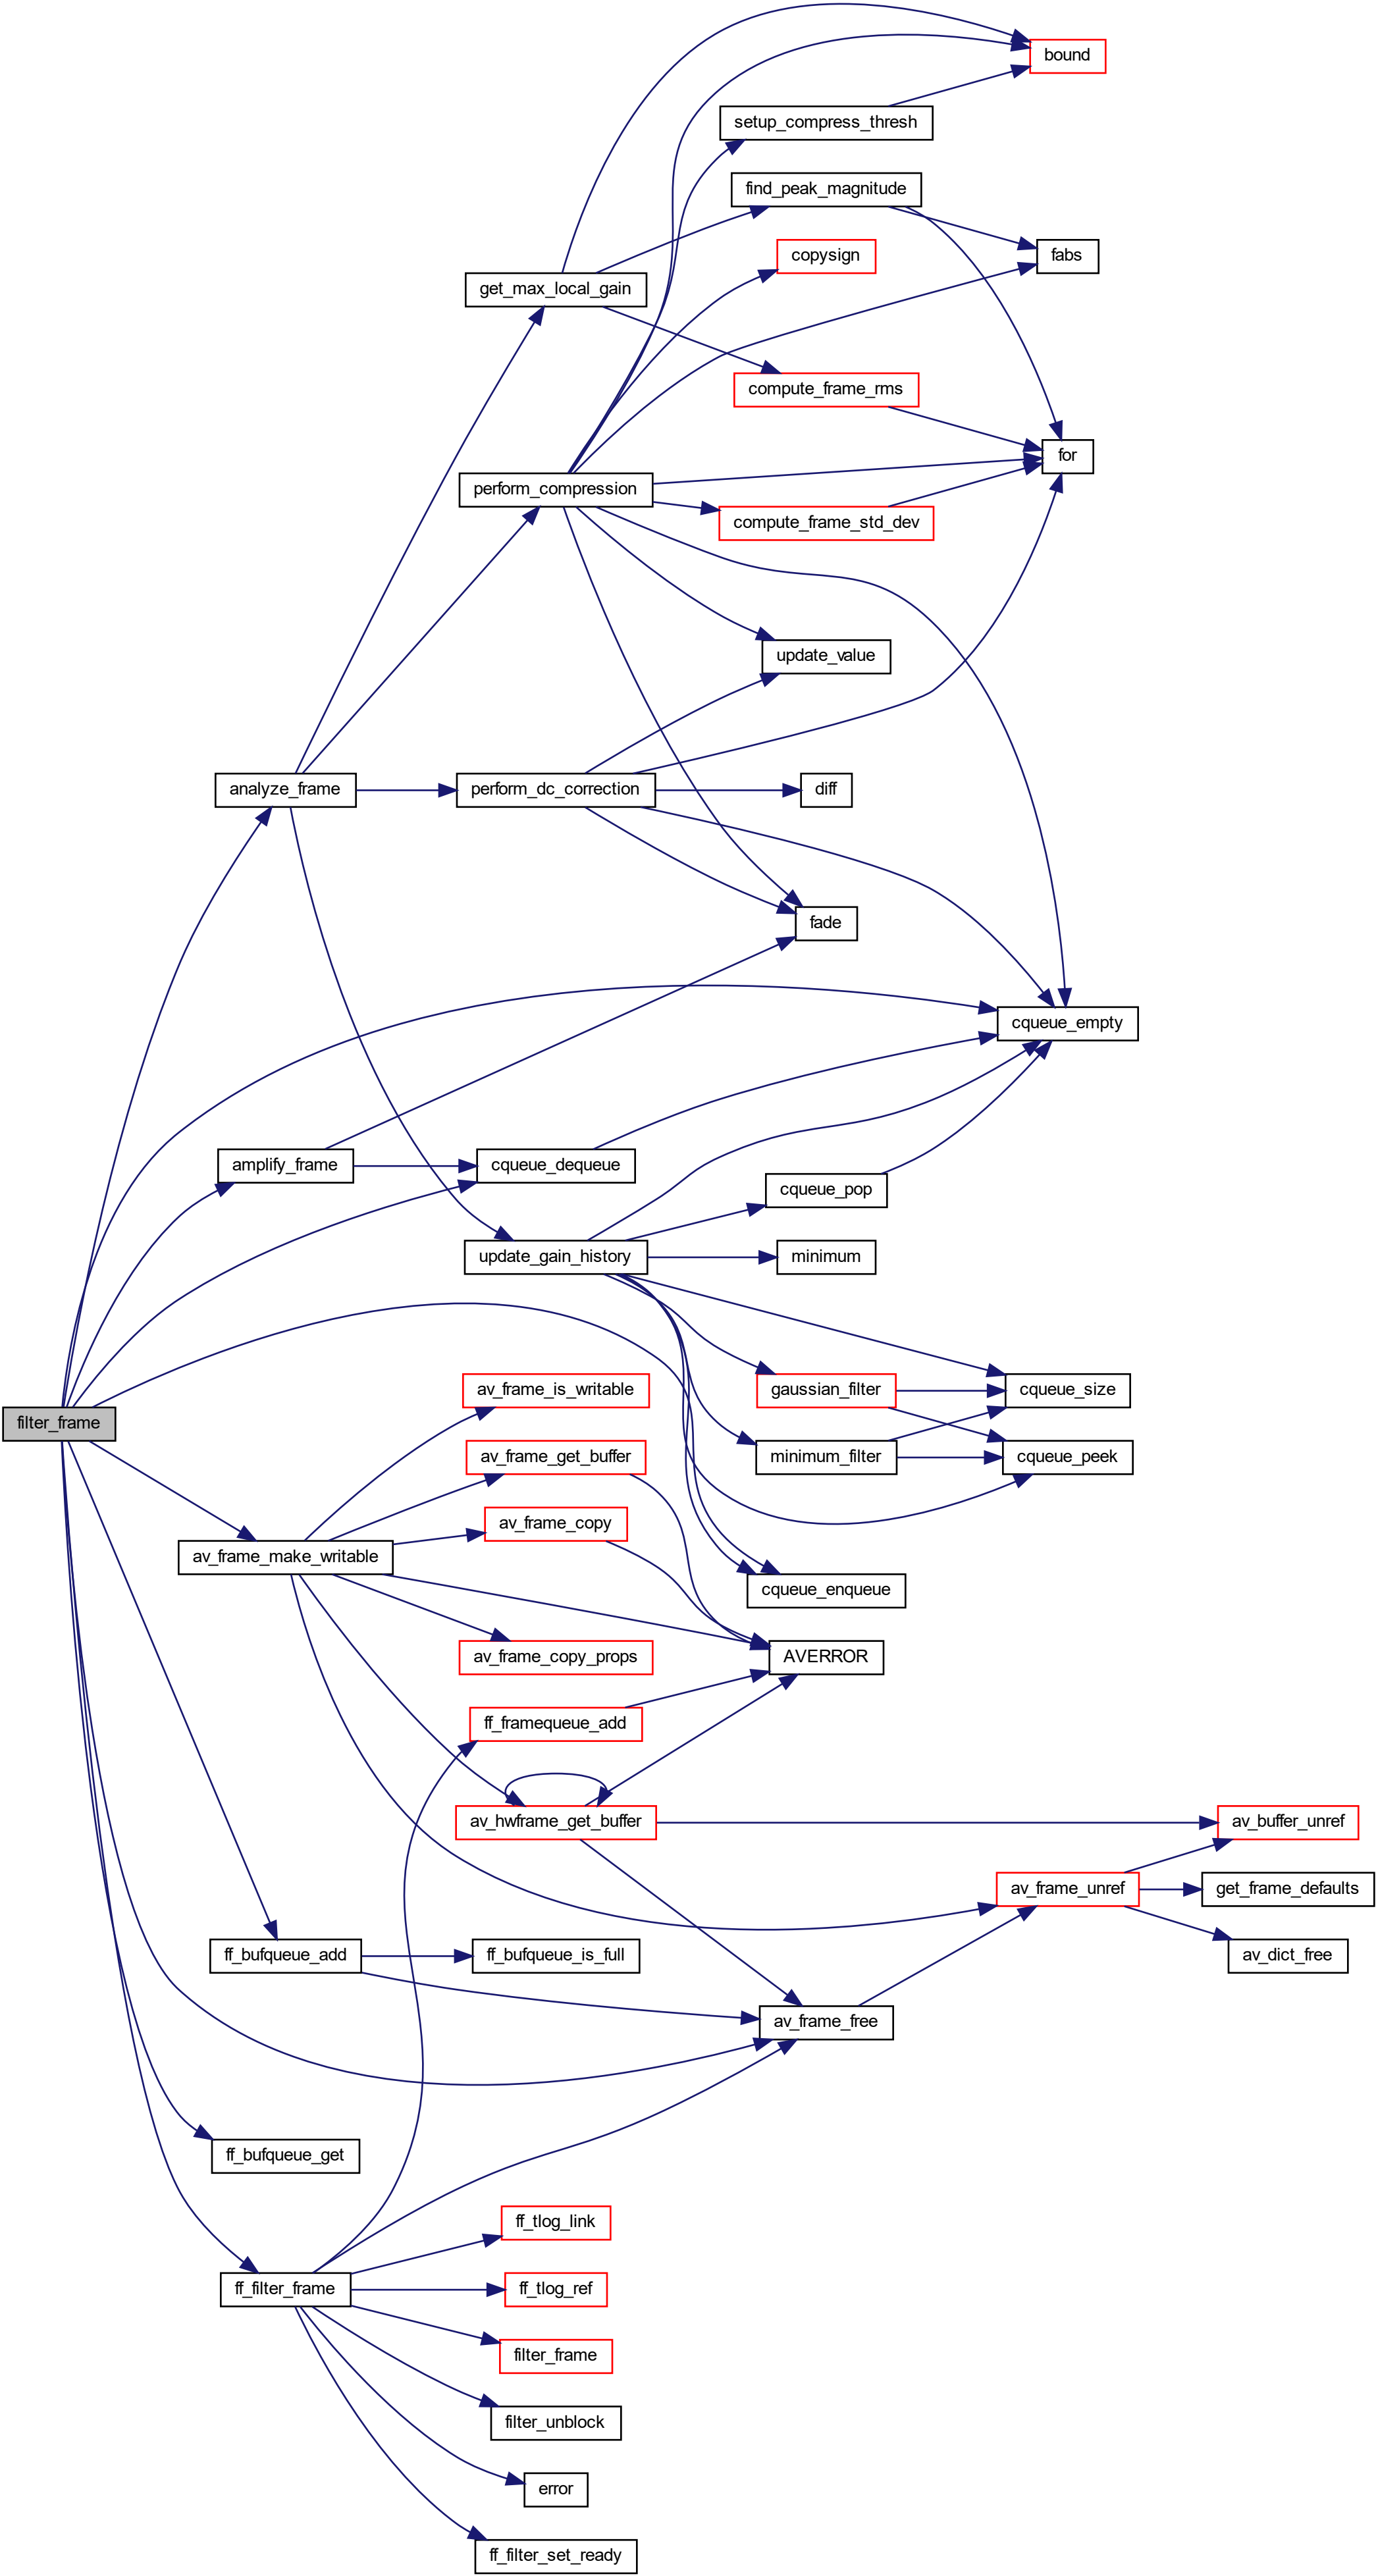 bound
setup_compress_thresh
find_peak_magnitude
copysign
fabs
get_max_local_gain
compute_frame_rms
for
perform_compression
compute_frame_std_dev
update_value
analyze_frame
perform_dc_correction
diff
fade
cqueue_empty
amplify_frame
cqueue_dequeue
cqueue_pop
update_gain_history
minimum
av_frame_is_writable
gaussian_filter
cqueue_size
filter_frame
av_frame_get_buffer
minimum_filter
cqueue_peek
av_frame_copy
av_frame_make_writable
cqueue_enqueue
av_frame_copy_props
AVERROR
ff_framequeue_add
av_hwframe_get_buffer
av_buffer_unref
av_frame_unref
get_frame_defaults
ff_bufqueue_add
ff_bufqueue_is_full
av_dict_free
av_frame_free
ff_bufqueue_get
ff_tlog_link
ff_filter_frame
ff_tlog_ref
filter_frame
filter_unblock
error
ff_filter_set_ready